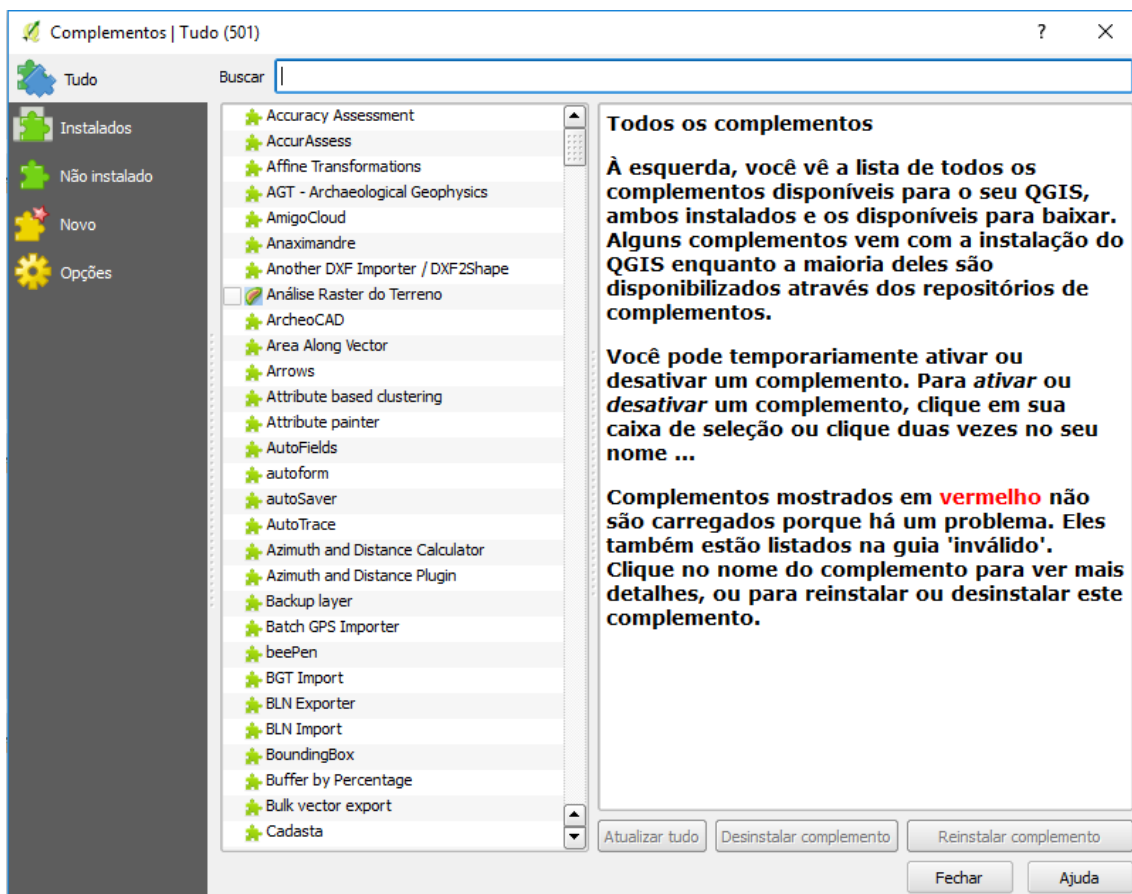 Complementos | Tudo (501)
?
Tudo
Instalados
Não instalado
Novo
Opções
Buscar
Accuracy Assessment
AccurAssess
Affine Transformations
AGT - Archaeological Geophysics
AmigoCloud
Anaximandre
Another DXF Importer / DXF2Shape
Análise Raster do Terreno
ArcheoCAD
Area Along Vector
Arrows
Attribute based clustering
Attribute painter
AutoFields
autoform
autoSaver
AutoTrace
Azimuth and Distance Calculator
Azimuth and Distance Plugin
Backup layer
Batch GPS Importer
beePen
BGT Import
BLN Exporter
BLN Import
BoundingBox
Buffer by Percentage
Bulk vector export
Cadasta
Todos os complementos
À esquerda, você vê a lista de todos os
complementos disponíveis para o seu QGIS,
ambos instalados e os disponíveis para baixar.
Alguns complementos vem com a instalação do
QGIS enquanto a maioria deles são
disponibilizados através dos repositórios de
complementos.
Você pode temporariamente ativar ou
desativar um complemento. Para ativar ou
desativar um complemento, clique em sua
caixa de seleção ou clique duas vezes no seu
nome ...
Complementos mostrados em vermelho não
são carregados porque há um problema. Eles
também estão listados na guia 'inválido'.
Clique no nome do complemento para ver mais
detalhes, ou para reinstalar ou desinstalar este
complemento.
Atualizar tudo
Desinstalar complemento
Reinstalar complemento
Fechar
Ajuda